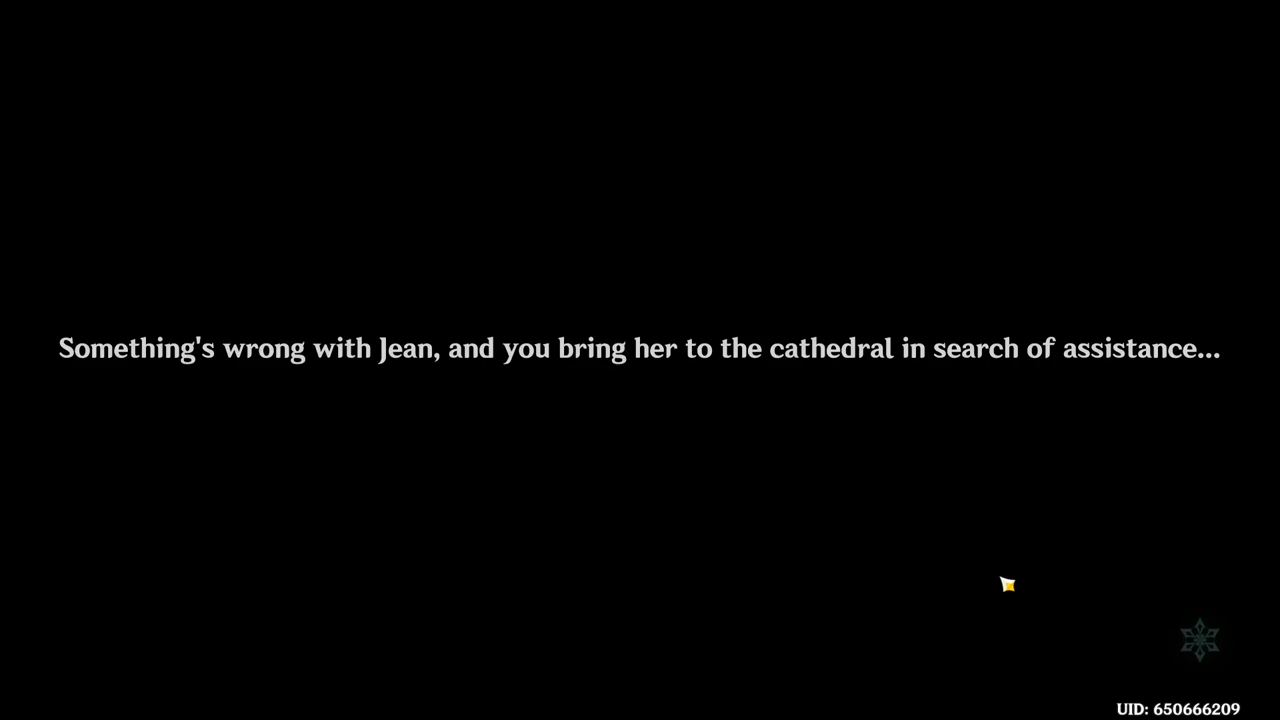 Something's wrong with Jean, and you bring her to the cathedral in search of assistance...
UID: 650666209